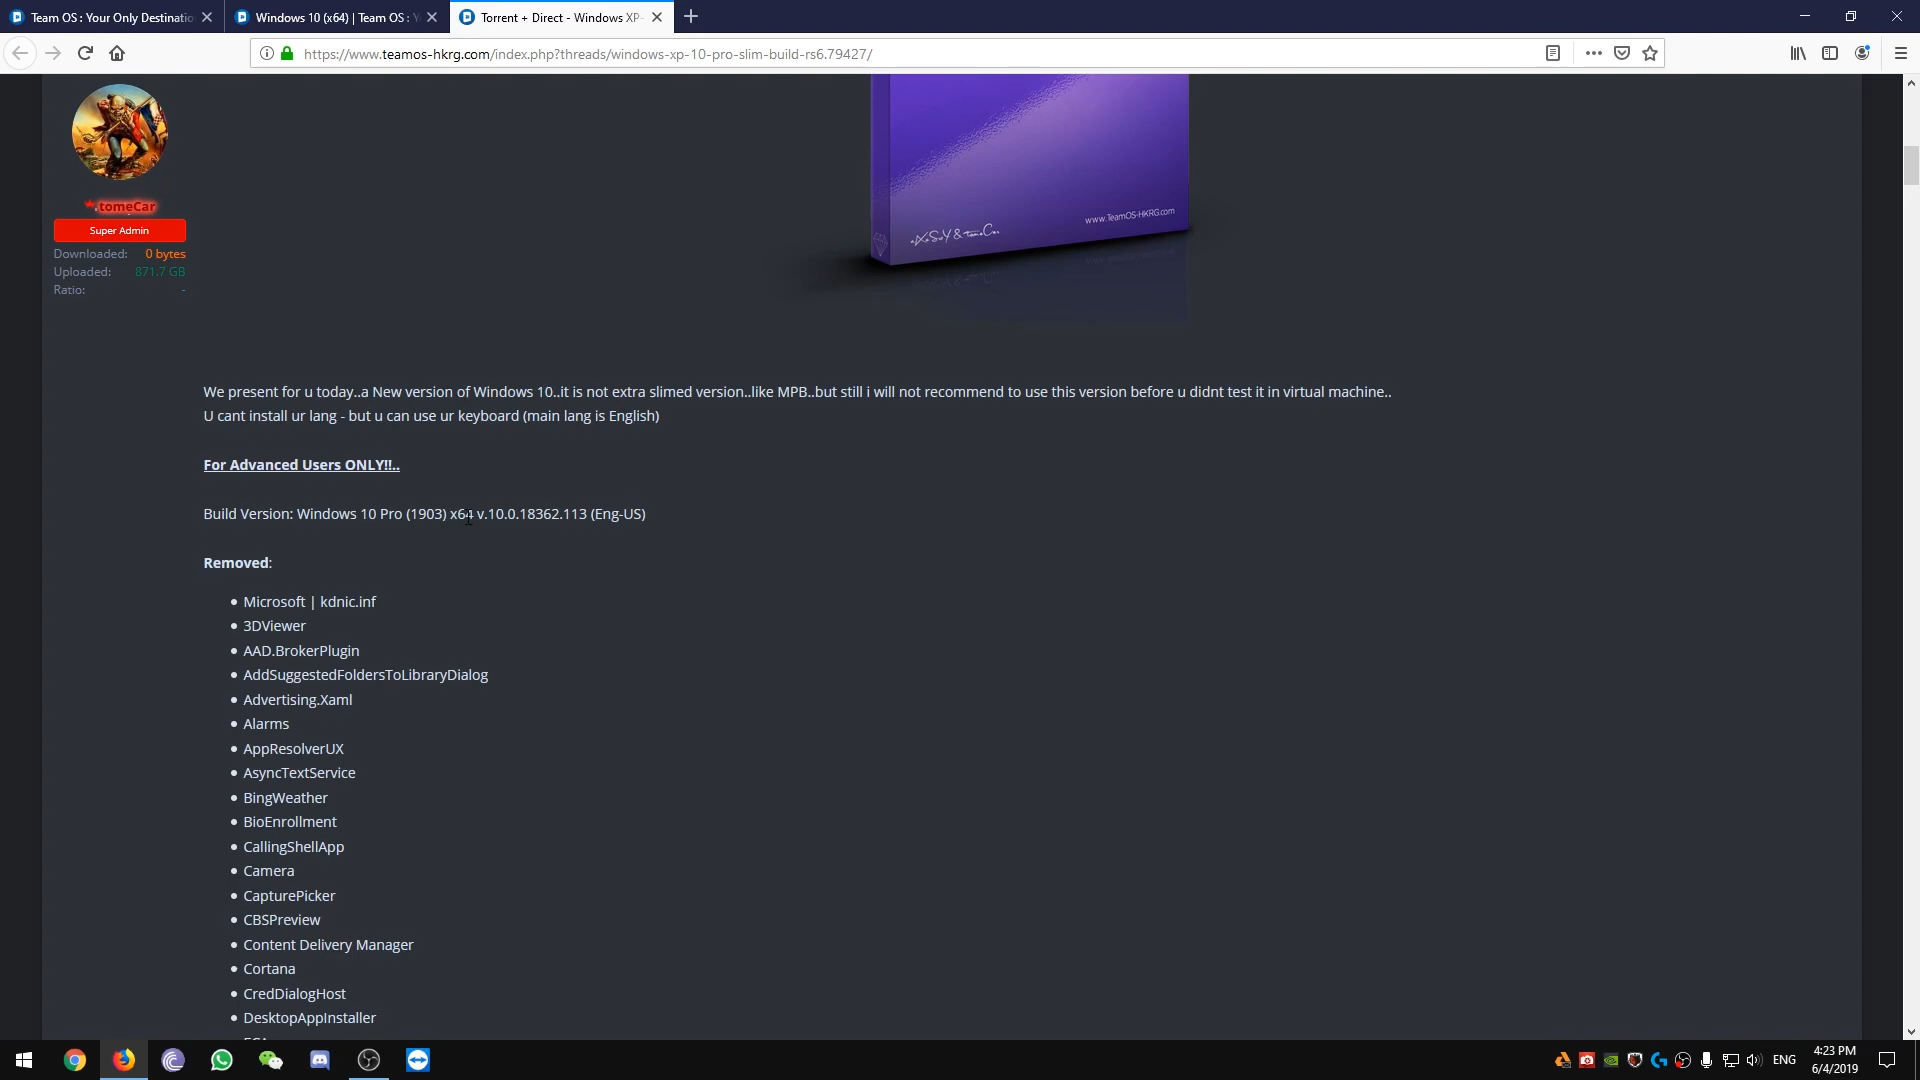 Team OS : Your Only Destinatio
Windows 10 (x64) | Team OS : Y
Torrent + Direct - Windows XP-
https://www.teamos-hkrg.com/index.php?threads/windows-xp-10-pro-slim-build-rs6.79427/
www.TeamOS-HKRG.com
tomeCar
Super Admin
Downloaded: 0 bytes
Uploaded: 871.7 GB
Ratio: -
We present for u today..a New version of Windows 10..it is not extra slimed version..like MPB..but still i will not recommend to use this version before u didnt test it in virtual machine..
U cant install ur lang - but u can use ur keyboard (main lang is English)
For Advanced Users ONLY!!..
Build Version: Windows 10 Pro (1903) x64 v.10.0.18362.113 (Eng-US)
Removed:
Microsoft | kdnic.inf
3DViewer
AAD.BrokerPlugin
AddSuggestedFoldersToLibraryDialog
Advertising.Xaml
Alarms
AppResolverUX
AsyncTextService
BingWeather
BioEnrollment
CallingShellApp
Camera
CapturePicker
CBSPreview
Content Delivery Manager
Cortana
CredDialogHost
DesktopAppInstaller
ENG
4:23 PM
6/4/2019